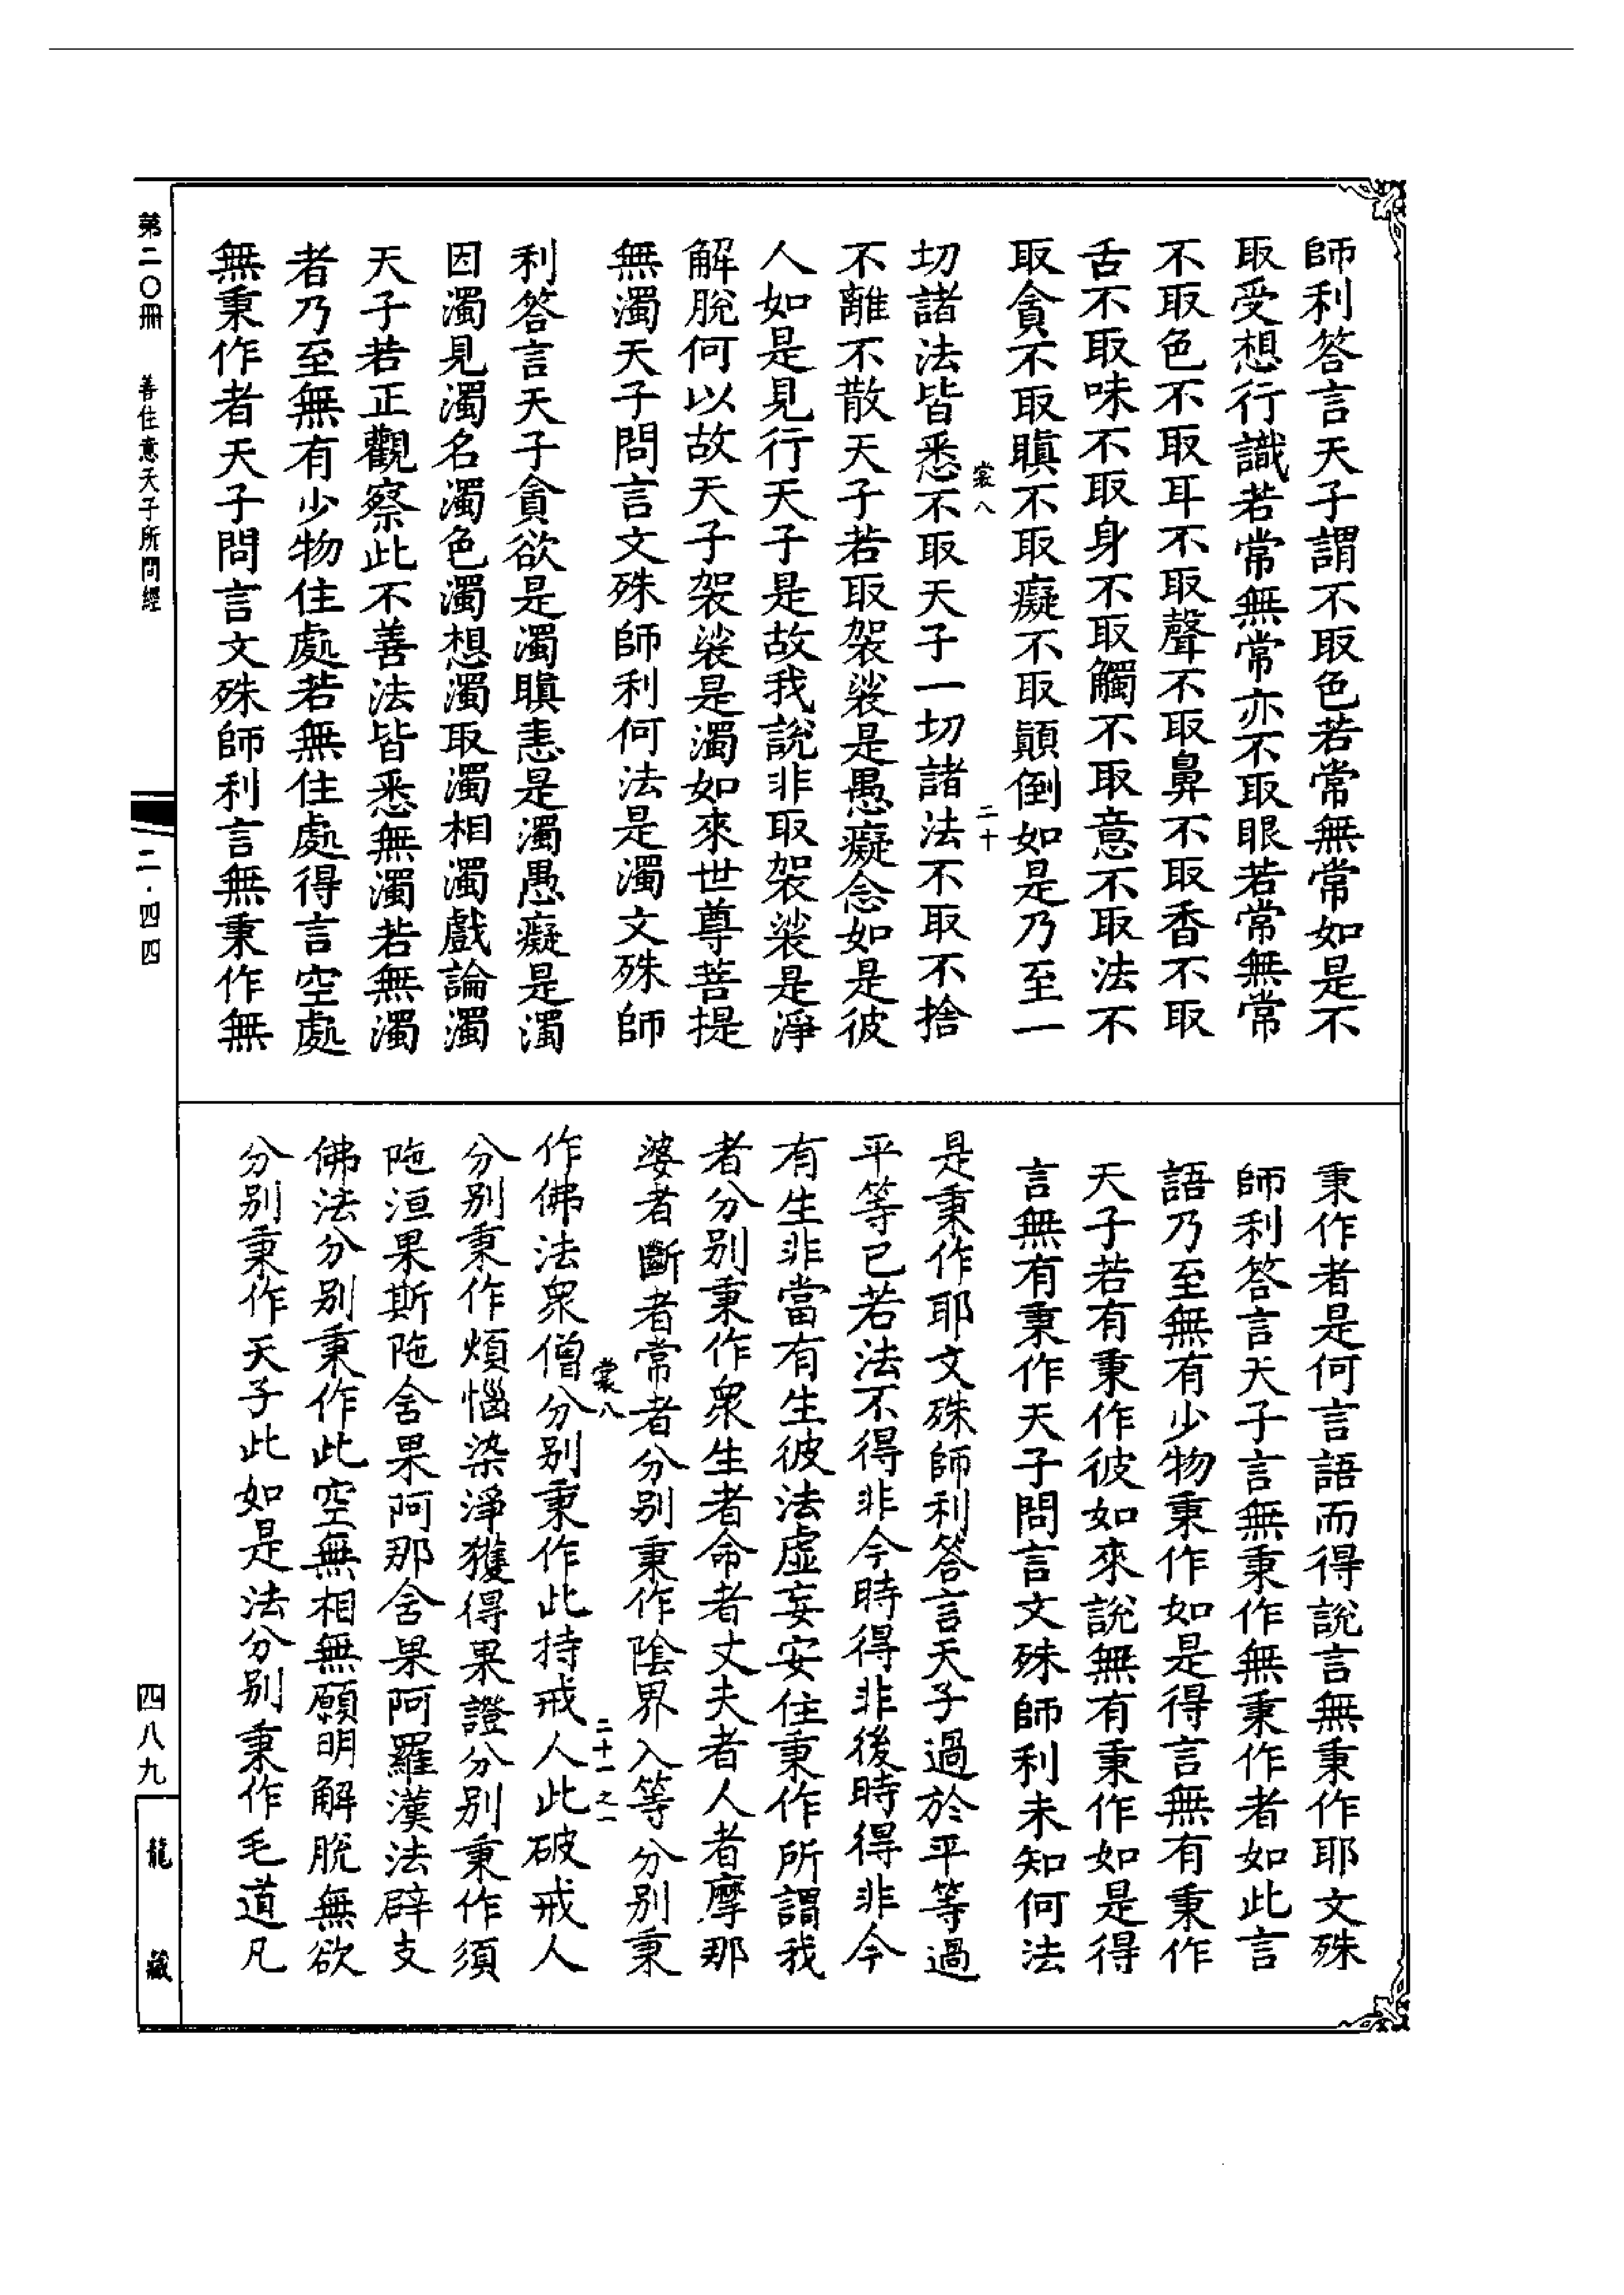 師利答言天子謂不取色若常無常如是不
取受想行識若常無常亦不取眼若常無常
不取色不取耳不取聲不取鼻不取香不取
舌不取味不取身不取觸不取意不取法不
取貪不取瞋不取癡不取顛倒如是乃至一
裳八
二十
切諸法皆悉不取天子一切諸法不取不捨
不離不散天子若取袈裟是愚癡念如是彼
人如是見行天子是故我說非取袈裟是淨
解脫何以故天子袈裟是濁如來世尊菩提
無濁天子問言文殊師利何法是濁文殊師
利答言天子貪欲是濁瞋恚是濁愚癡是濁
因濁見濁名濁色濁想濁取濁相濁戲論濁
天子若正觀察此不善法皆悉無濁若無濁
者乃至無有少物住處若無住處得言空處
無秉作者天子問言文殊師利言無秉作無
秉作者是何言語而得說言無秉作耶文殊
師利答言天子言無秉作無秉作者如此言
語乃至無有少物秉作如是得言無有秉作
天子若有秉作彼如來說無有秉作如是得
言無有秉作天子問言文殊師利未知何法
是秉作耶文殊師利答言天子過於平等過
平等已若法不得非今時得非後時得非今
有生非當有生彼法虛妄安住秉作所謂我
者分別秉作眾生者命者丈夫者人者摩那
婆者斷者常者分別秉作陰界入等分別秉
裳八
二十一之一
作佛法眾僧分別秉作此持戒人此破戒人
分別秉作煩惱染淨獲得果證分別秉作須
陁洹果斯陁舍果阿那舍果阿羅漢法辟支
佛法分別秉作此空無相無願明解脫無欲
分別秉作天子此如是法分別秉作毛道凡
第二〇冊 善住意天子所問經
二·四四
四八九
龍藏